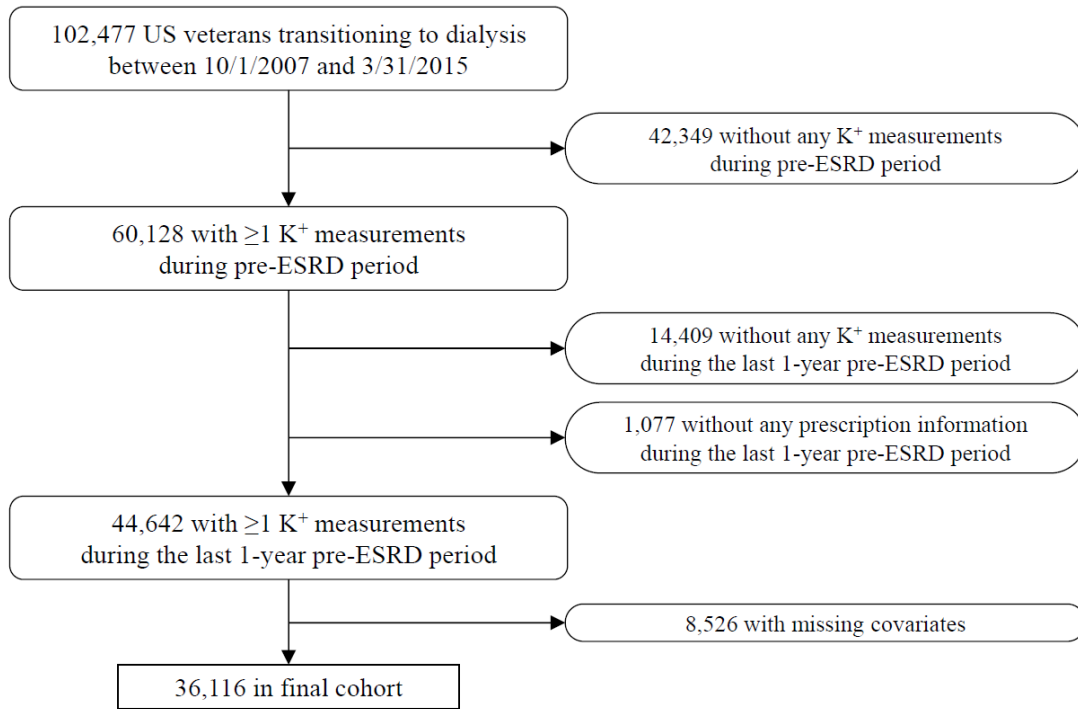 102,477 US veterans transitioning to dialysis
between 10/1/2007 and 3/31/2015
42,349 without any K⁺ measurements
during pre-ESRD period
60,128 with ≥1 K⁺ measurements
during pre-ESRD period
14,409 without any K⁺ measurements
during the last 1-year pre-ESRD period
1,077 without any prescription information
during the last 1-year pre-ESRD period
44,642 with ≥1 K⁺ measurements
during the last 1-year pre-ESRD period
8,526 with missing covariates
36,116 in final cohort